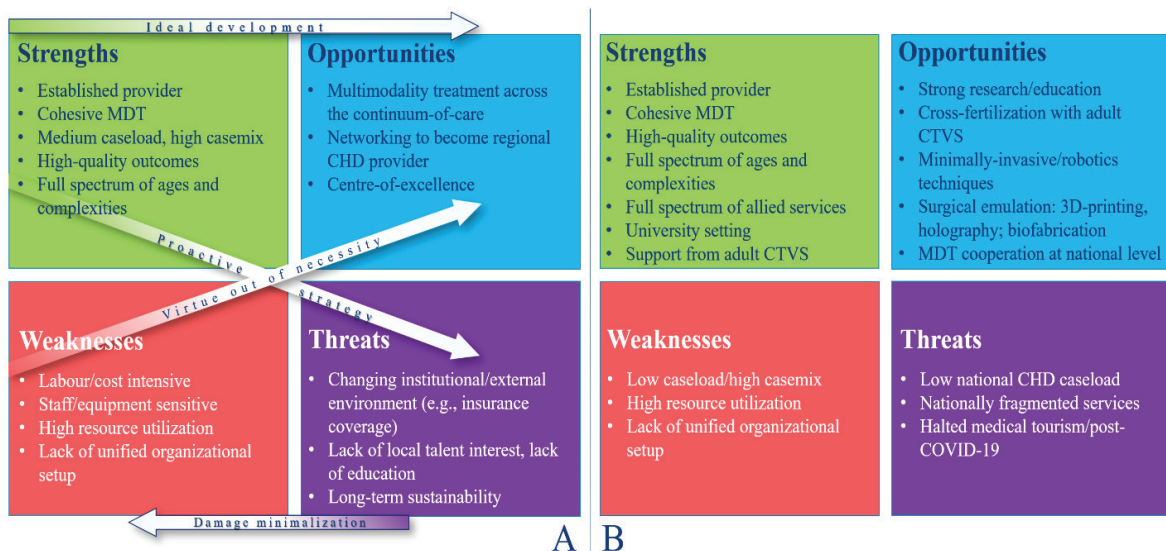 Ideal development
Strengths
• Established provider
• Cohesive MDT
• Medium caseload, high casemix
• High-quality outcomes
• Full spectrum of ages and
complexities
Opportunities
• Multimodality treatment across
the continuum-of-care
• Networking to become regional
CHD provider
• Centre-of-excellence
Proactive strategy
Virtue out of necessity
Weaknesses
• Labour/cost intensive
• Staff/equipment sensitive
• High resource utilization
• Lack of unified organizational
setup
Threats
• Changing institutional/external
environment (e.g., insurance
coverage)
• Lack of local talent interest, lack
of education
• Long-term sustainability
Damage minimalization
A
Strengths
• Established provider
• Cohesive MDT
• High-quality outcomes
• Full spectrum of ages and
complexities
• Full spectrum of allied services
• University setting
• Support from adult CTVS
Opportunities
• Strong research/education
• Cross-fertilization with adult
CTVS
• Minimally-invasive/robotics
techniques
• Surgical emulation: 3D-printing,
holography; biofabrication
• MDT cooperation at national level
Weaknesses
• Low caseload/high casemix
• High resource utilization
• Lack of unified organizational
setup
Threats
• Low national CHD caseload
• Nationally fragmented services
• Halted medical tourism/post-
COVID-19
B